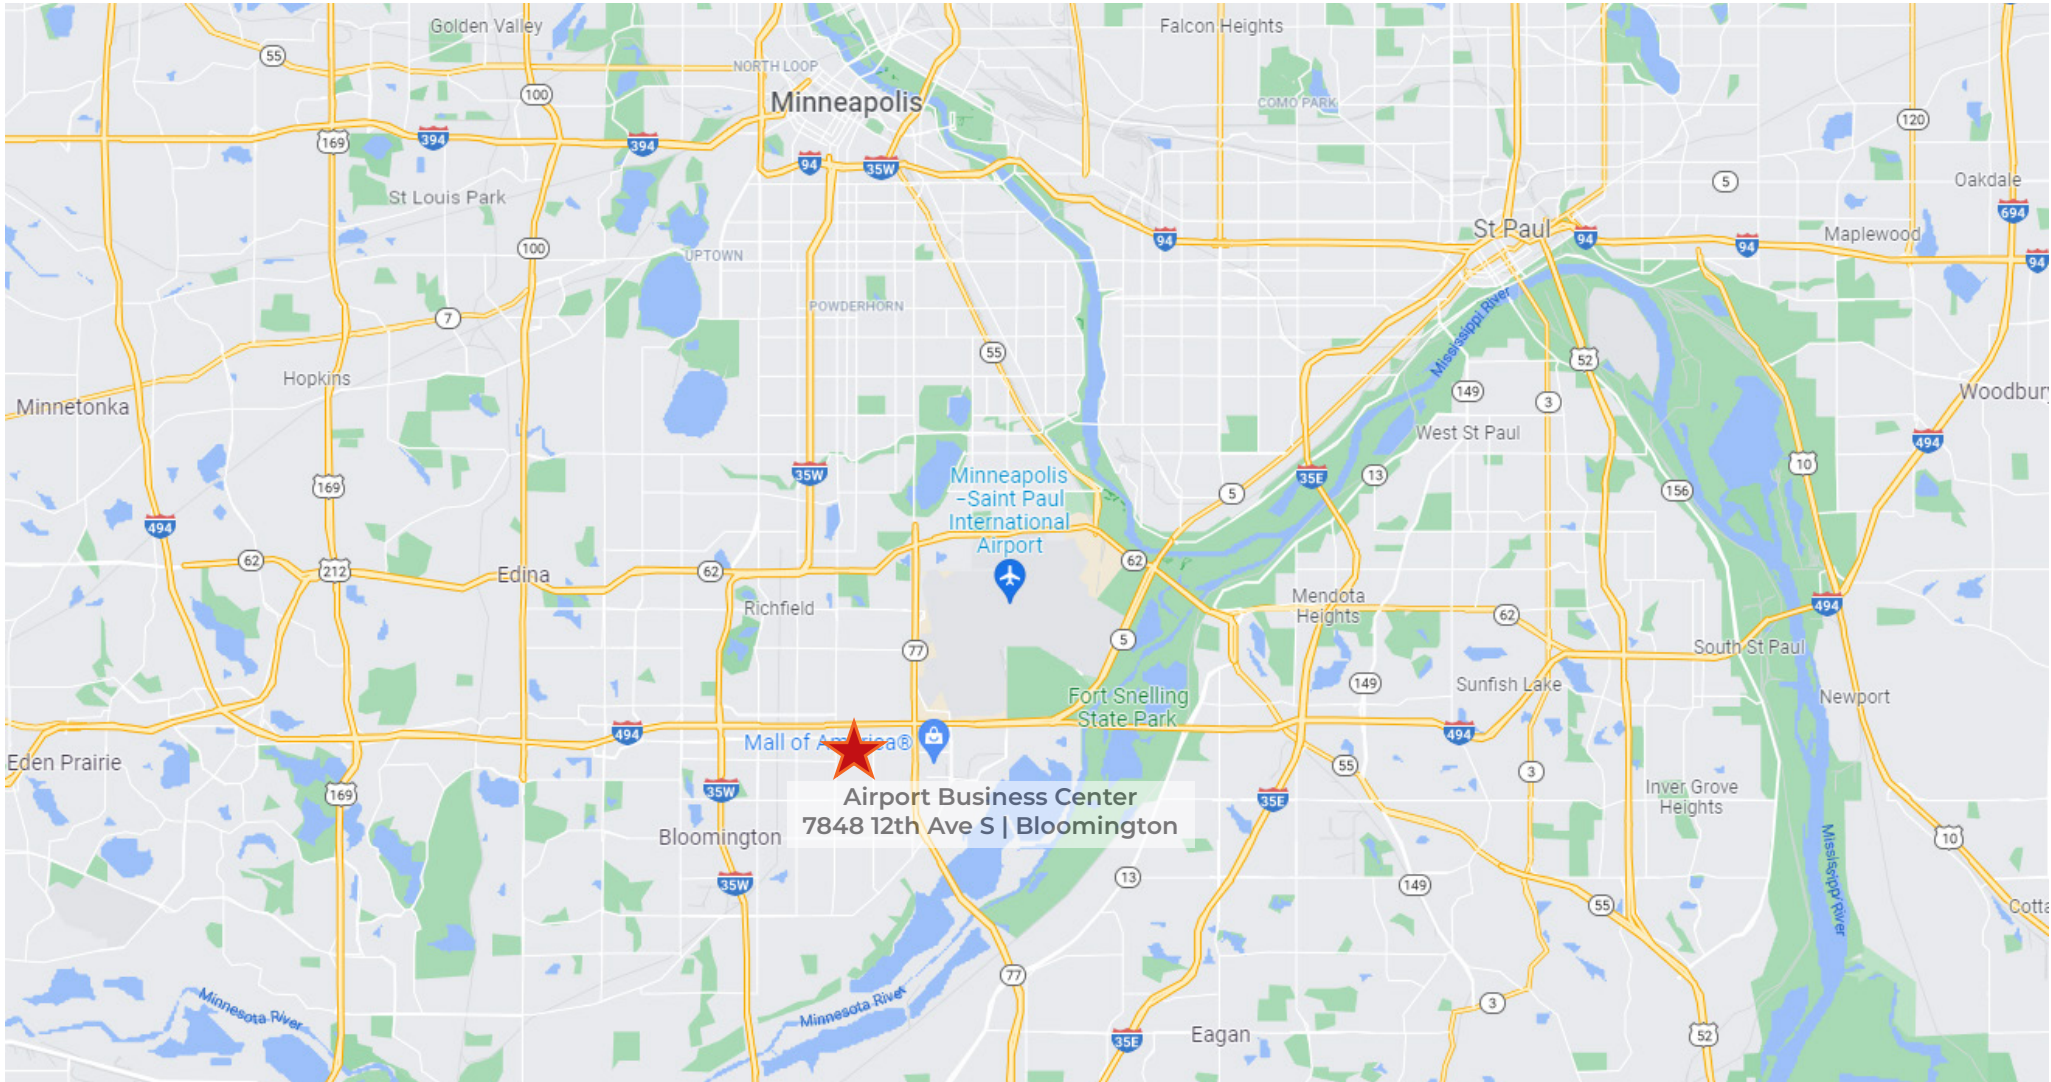 Golden Valley
Falcon Heights
55
NORTH LOOP
100
Minneapolis
COMO PARK
120
169
394
394
94
35W
5
Oakdale
St Louis Park
694
St Paul
94
94
94
Maplewood
94
100
UPTOWN
POWDERHORN
Mississippi River
7
55
52
Hopkins
149
3
Woodbury
Minnetonka
West St Paul
494
10
35W
Minneapolis
-Saint Paul
International
Airport
35E
13
169
5
156
494
62
212
Edina
62
62
Richfield
Mendota
Heights
494
62
77
5
South St Paul
149
Sunfish Lake
Fort Snelling
State Park
Newport
494
Mall of America®
494
Eden Prairie
55
3
169
35W
Airport Business Center
7848 12th Ave S | Bloomington
35E
Inver Grove
Heights
Bloomington
10
Mississippi River
35W
13
149
55
Cotta
77
Minnesota River
Minnesota River
3
35E
Eagan
52